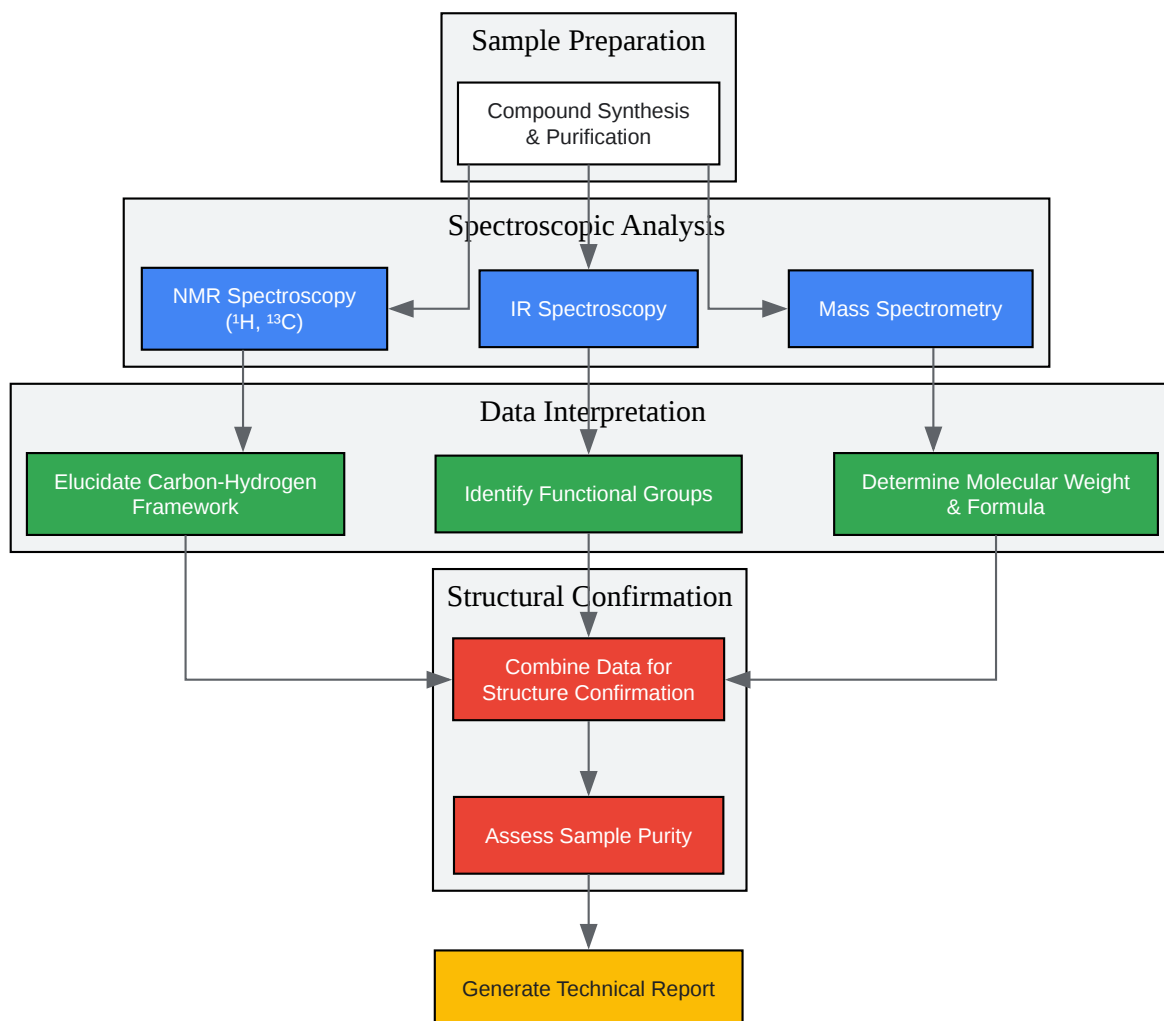 Sample Preparation
Compound Synthesis
& Purification
Spectroscopic Analysis
NMR Spectroscopy
(¹H, ¹³C)
IR Spectroscopy
Mass Spectrometry
Data Interpretation
Elucidate Carbon-Hydrogen
Framework
Identify Functional Groups
Determine Molecular Weight
& Formula
Structural Confirmation
Combine Data for
Structure Confirmation
Assess Sample Purity
Generate Technical Report